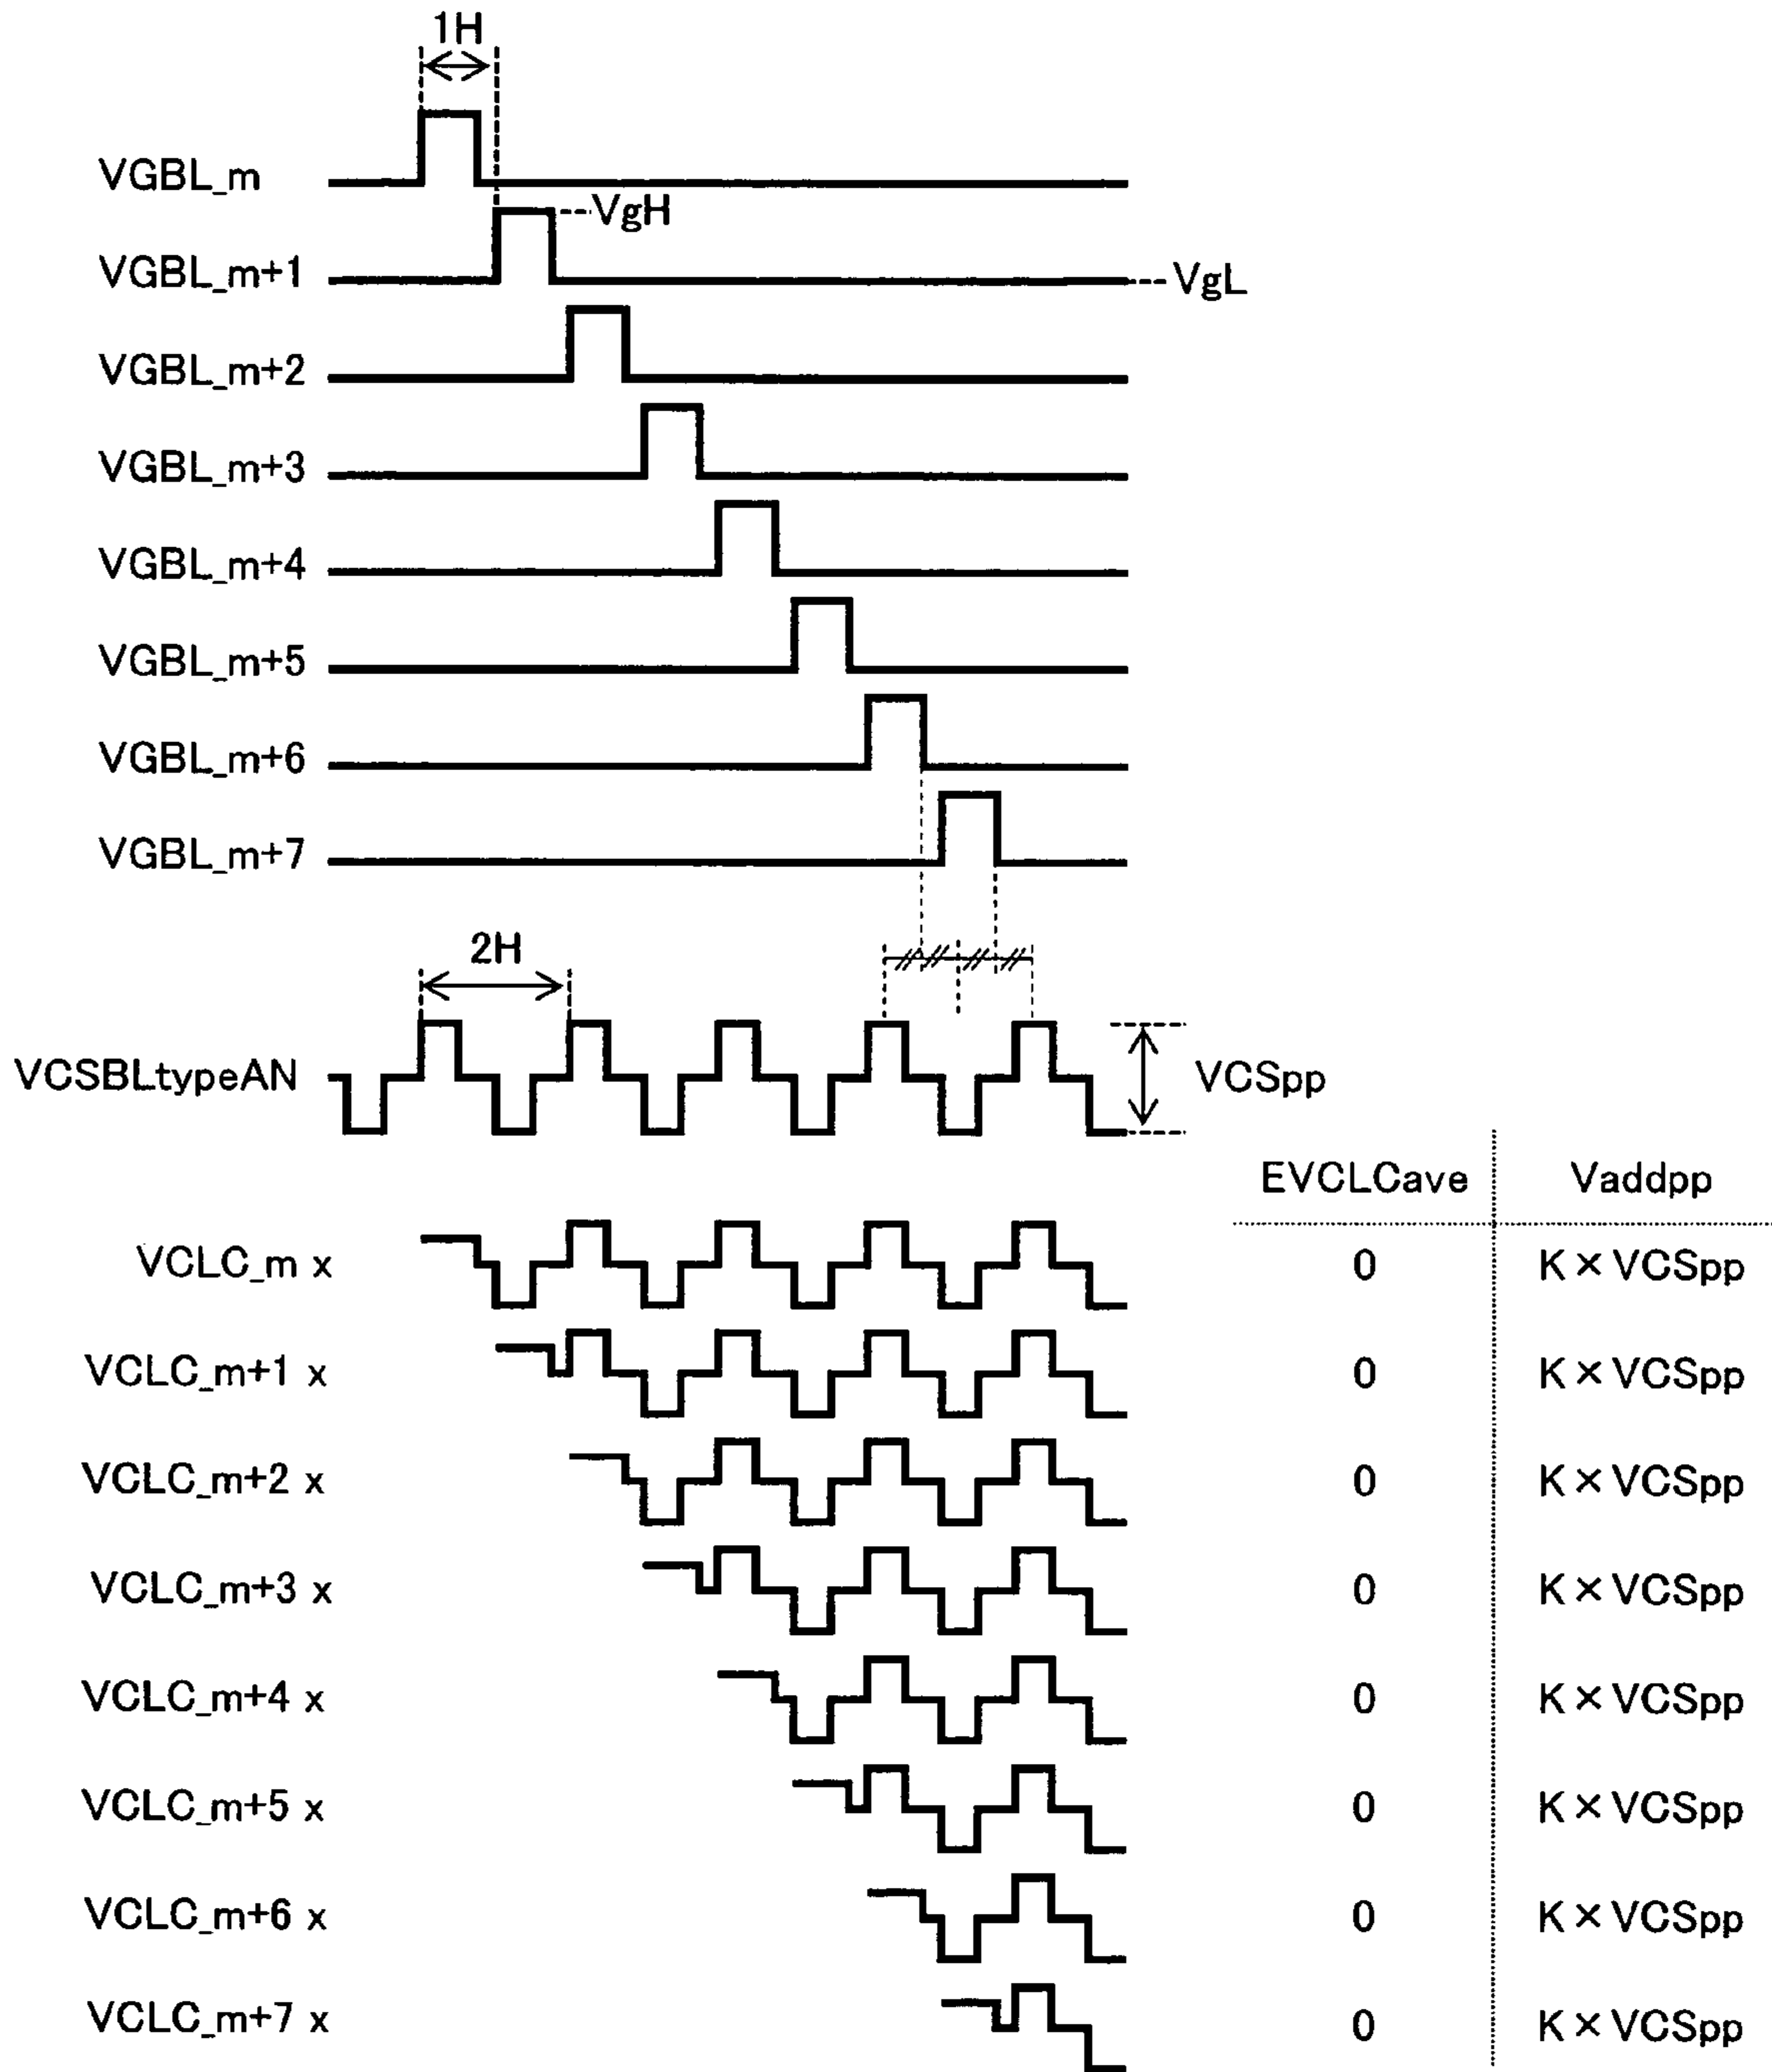 1H
VGBL_m
VgH
VGBL_m+1
VgL
VGBL_m+2
VGBL_m+3
VGBL_m+4
VGBL_m+5
VGBL_m+6
VGBL_m+7
2H
VCSBLtypeAN
VCSpp
EVCLCave Vaddpp
VCLC_m x 0 K×VCSpp
VCLC_m+1 x 0 K×VCSpp
VCLC_m+2 x 0 K×VCSpp
VCLC_m+3 x 0 K×VCSpp
VCLC_m+4 x 0 K×VCSpp
VCLC_m+5 x 0 K×VCSpp
VCLC_m+6 x 0 K×VCSpp
VCLC_m+7 x 0 K×VCSpp